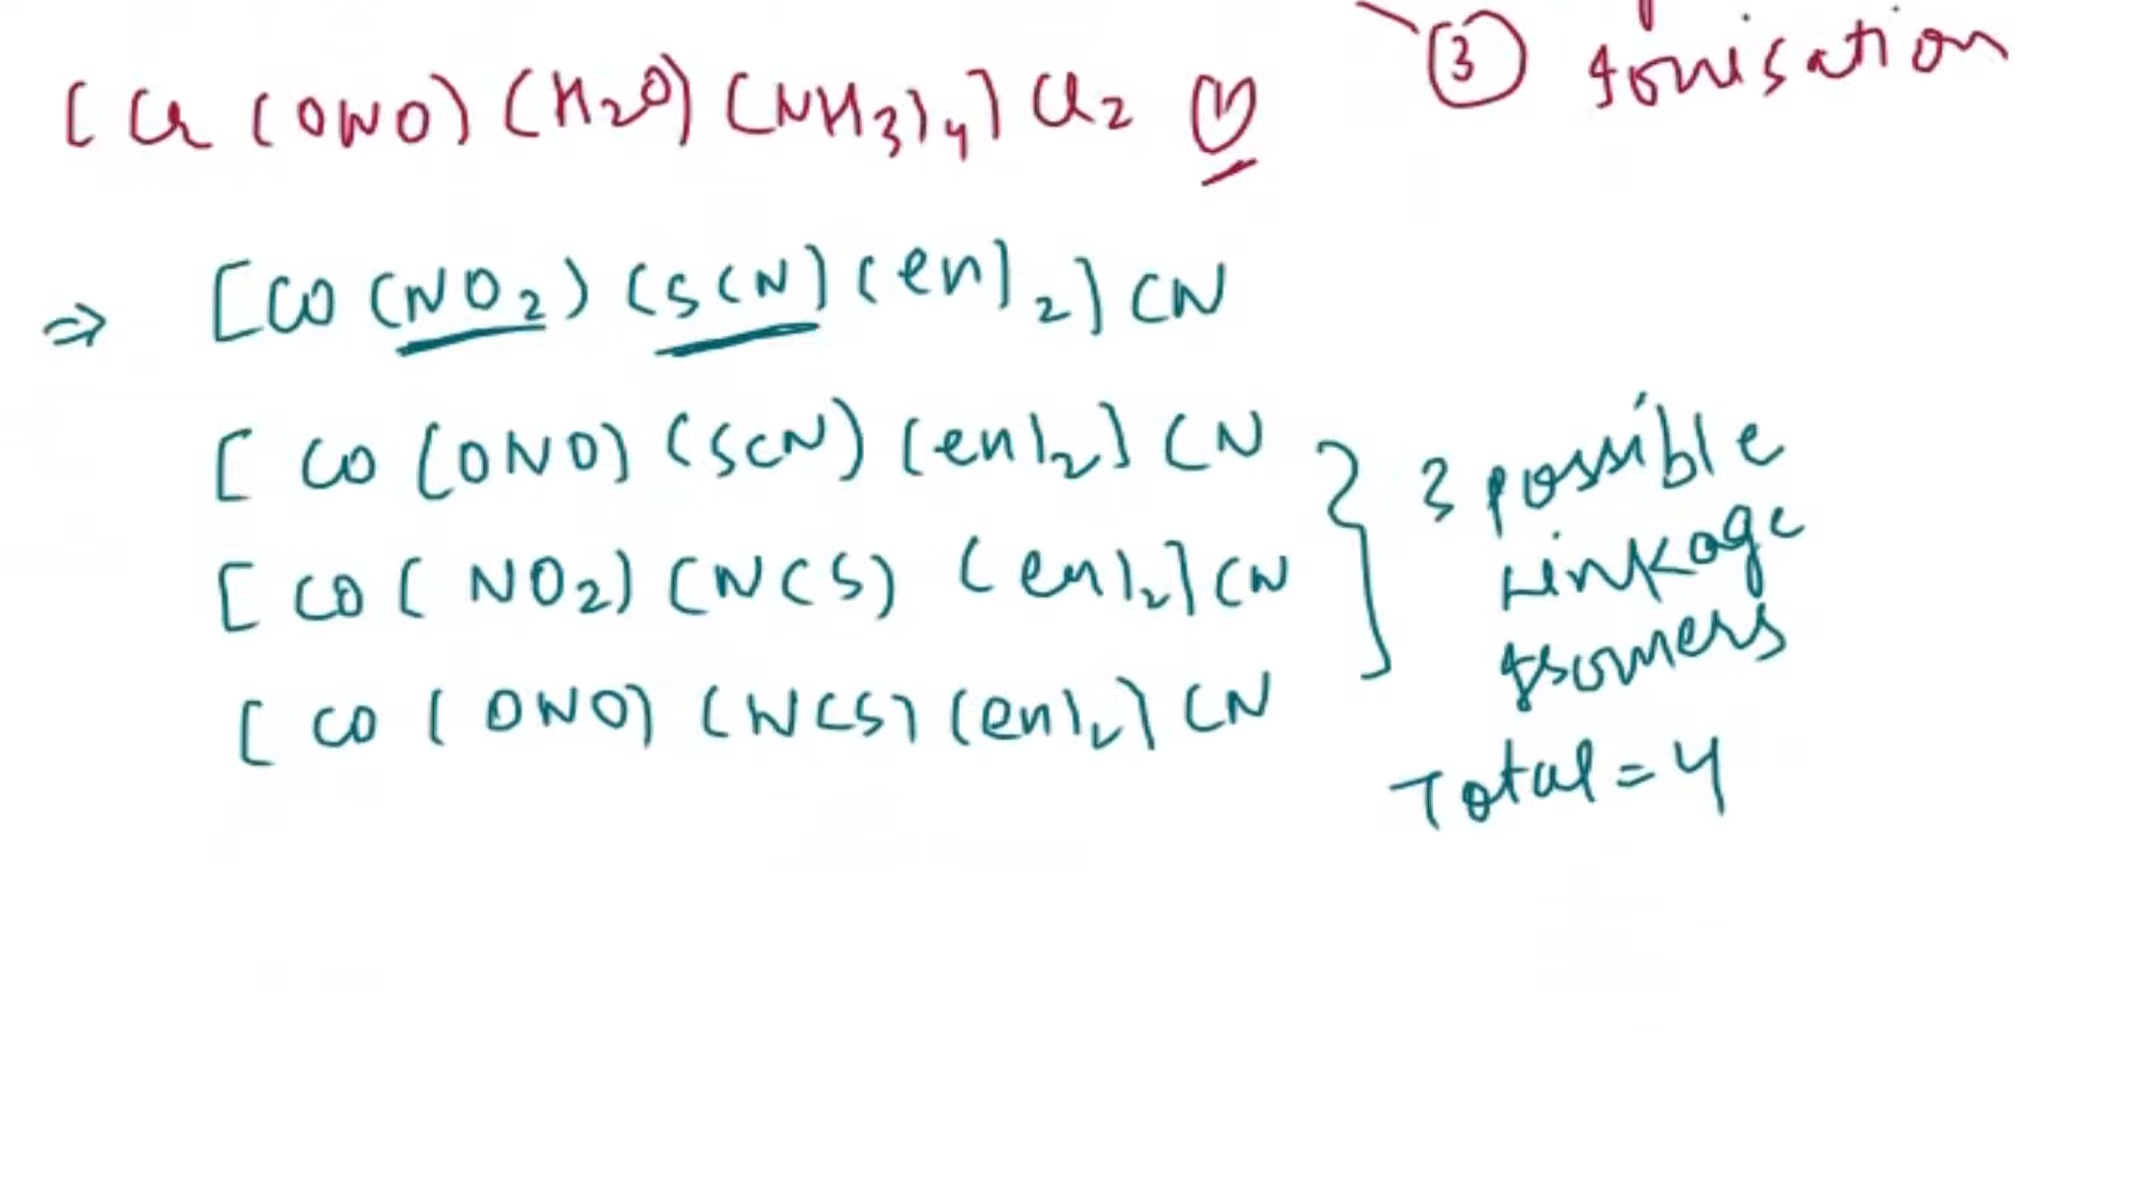 ③ Ionisation
[Cr (ONO) (H₂O) (NH₃)₄] Cl₂ ①
⇒ [CO (NO₂) (SCN) (en)₂] CN
[ CO (ONO) (SCN) (en)₂] CN
[ CO ( NO₂) (NCS) (en)₂] CN
[ CO ( ONO) (NCS) (en)₂] CN
} 3 possible
Linkage
Isomers
Total = 4